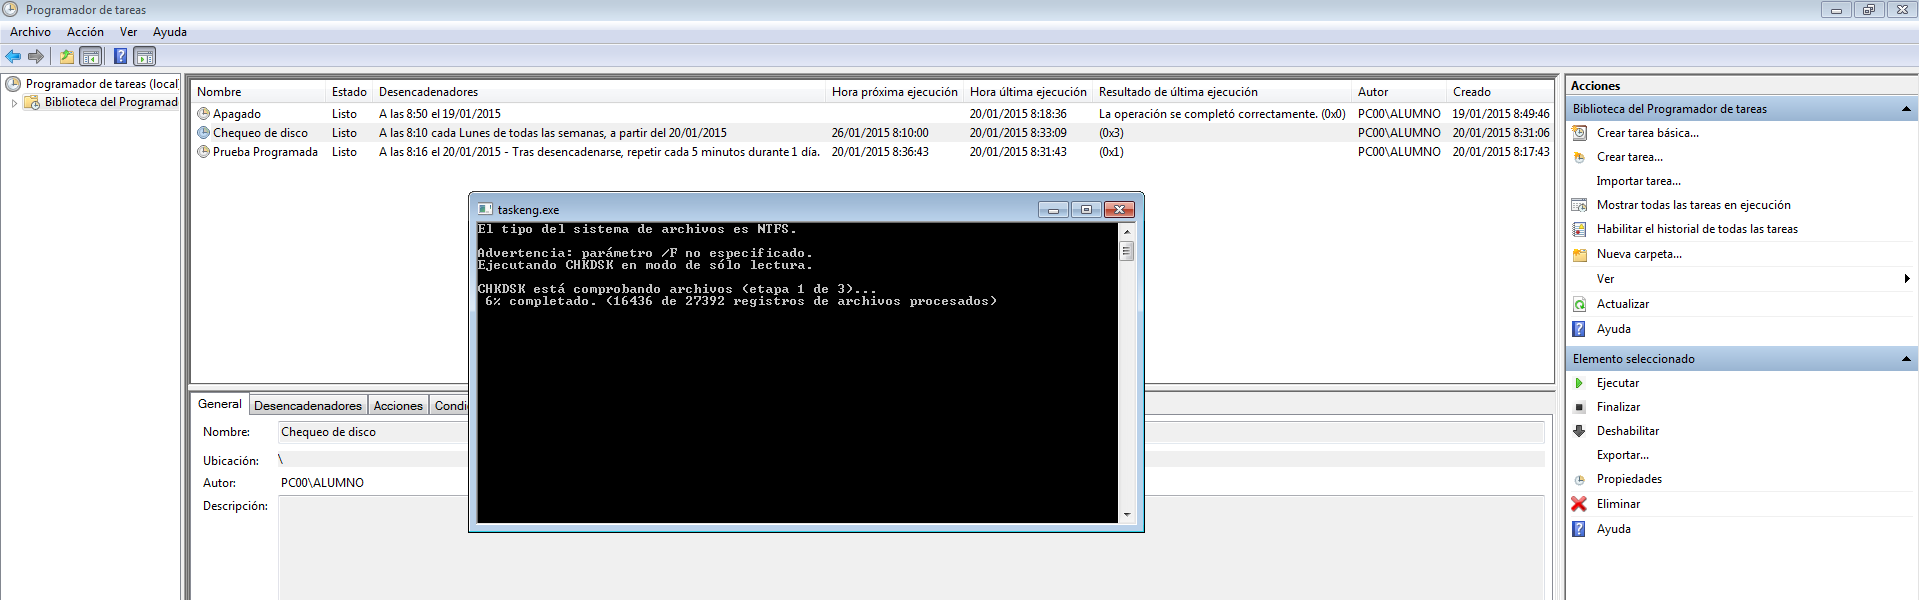 Programador de tareas
Archivo Acción Ver Ayuda
Programador de tareas (local)
Biblioteca del Programad
Nombre Estado Desencadenadores Hora próxima ejecución Hora última ejecución Resultado de última ejecución Autor Creado
Apagado Listo A las 8:50 el 19/01/2015 20/01/2015 8:18:36 La operación se completó correctamente. (0x0) PC00\ALUMNO 19/01/2015 8:49:46
Chequeo de disco Listo A las 8:10 cada Lunes de todas las semanas, a partir del 20/01/2015 26/01/2015 8:10:00 20/01/2015 8:33:09 (0x3) PC00\ALUMNO 20/01/2015 8:31:06
Prueba Programada Listo A las 8:16 el 20/01/2015 - Tras desencadenarse, repetir cada 5 minutos durante 1 día. 20/01/2015 8:36:43 20/01/2015 8:31:43 (0x1) PC00\ALUMNO 20/01/2015 8:17:43
taskeng.exe
El tipo del sistema de archivos es NTFS.
Advertencia: parámetro /F no especificado.
Ejecutando CHKDSK en modo de sólo lectura.
CHKDSK está comprobando archivos (etapa 1 de 3)...
6% completado. (16436 de 27392 registros de archivos procesados)
General Desencadenadores Acciones Condi
Nombre: Chequeo de disco
Ubicación: \
Autor: PC00\ALUMNO
Descripción:
Acciones
Biblioteca del Programador de tareas
Crear tarea básica...
Crear tarea...
Importar tarea...
Mostrar todas las tareas en ejecución
Habilitar el historial de todas las tareas
Nueva carpeta...
Ver
Actualizar
Ayuda
Elemento seleccionado
Ejecutar
Finalizar
Deshabilitar
Exportar...
Propiedades
Eliminar
Ayuda